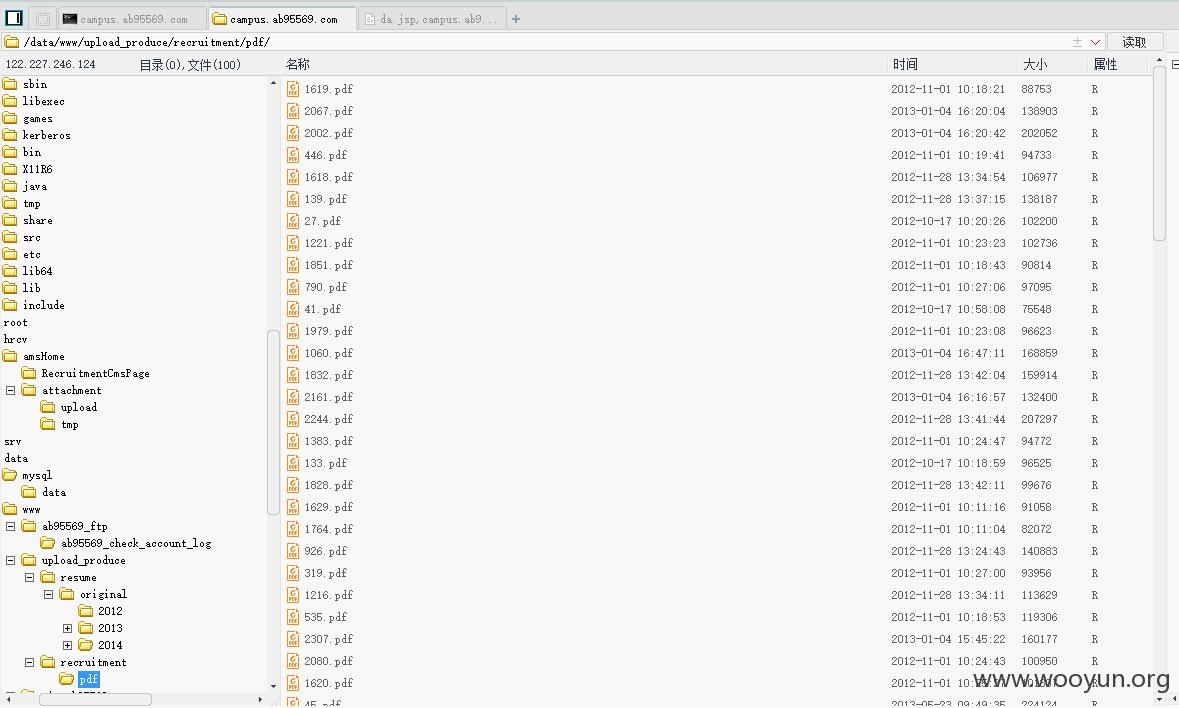 campus.ab95569.com
campus.ab95569.com
da.jsp,campus.ab9...
/data/www/upload_produce/recruitment/pdf/
读取
122.227.246.124
目录(0),文件(100)
名称 时间 大小 属性
sbin
libexec
games
kerberos
bin
X11R6
java
tmp
share
src
etc
lib64
lib
include
root
hrcv
amsHome
RecruitmentCmsPage
attachment
upload
tmp
srv
data
mysql
data
www
ab95569_ftp
ab95569_check_account_log
upload_produce
resume
original
2012
2013
2014
recruitment
pdf
1619.pdf 2012-11-01 10:18:21 88753 R
2067.pdf 2013-01-04 16:20:04 138903 R
2002.pdf 2013-01-04 16:20:42 202052 R
446.pdf 2012-11-01 10:19:41 94733 R
1618.pdf 2012-11-28 13:34:54 106977 R
139.pdf 2012-11-28 13:37:15 138187 R
27.pdf 2012-10-17 10:20:26 102200 R
1221.pdf 2012-11-01 10:23:23 102736 R
1851.pdf 2012-11-01 10:18:43 90814 R
790.pdf 2012-11-01 10:27:06 97095 R
41.pdf 2012-10-17 10:58:08 75548 R
1979.pdf 2012-11-01 10:23:08 96623 R
1060.pdf 2013-01-04 16:47:11 168859 R
1832.pdf 2012-11-28 13:42:04 159914 R
2161.pdf 2013-01-04 16:16:57 132400 R
2244.pdf 2012-11-28 13:41:44 207297 R
1383.pdf 2012-11-01 10:24:47 94772 R
133.pdf 2012-10-17 10:18:59 96525 R
1828.pdf 2012-11-28 13:42:11 99676 R
1629.pdf 2012-11-01 10:11:16 91058 R
1764.pdf 2012-11-01 10:11:04 82072 R
926.pdf 2012-11-28 13:24:43 140883 R
319.pdf 2012-11-01 10:27:00 93956 R
1216.pdf 2012-11-28 13:34:11 113629 R
535.pdf 2012-11-01 10:18:53 119306 R
2307.pdf 2013-01-04 15:45:22 160177 R
2080.pdf 2012-11-01 10:24:43 100950 R
1620.pdf 2012-11-01 R
45.pdf 2013-05-23 09:49:35 224124 R
www.wooyun.org